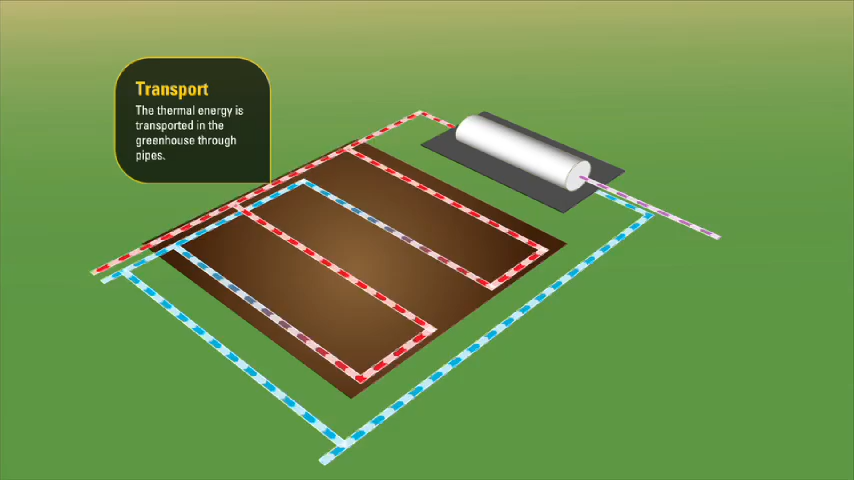 Transport
The thermal energy is
transported in the
greenhouse through
pipes.